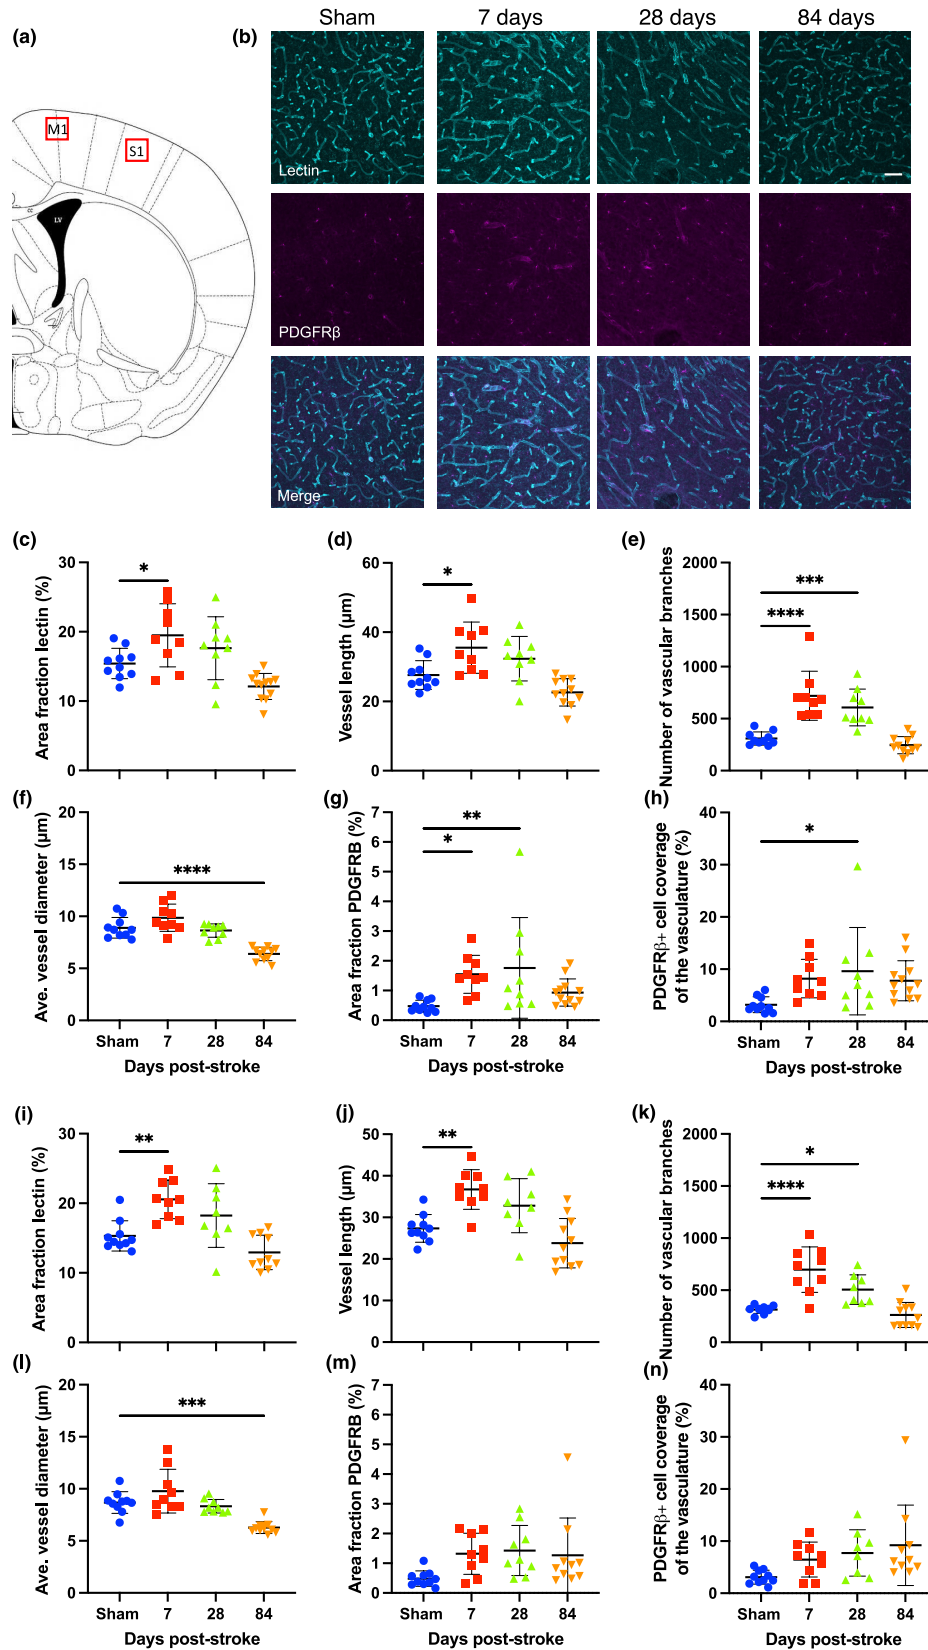 Sham 7 days 28 days 84 days
(a) (b)
M1
S1
cc
LV
Lectin
PDGFRβ
Merge
(c) (d) (e)
Area fraction lectin (%)
30
20
10
0
*
Vessel length (µm)
60
40
20
0
*
Number of vascular branches
2000
1500
1000
500
0
***
****
(f) (g) (h)
Ave. vessel diameter (µm)
20
15
10
5
0
****
Sham 7 28 84
Days post-stroke
Area fraction PDGFRB (%)
7
6
5
4
3
2
1
0
**
*
Sham 7 28 84
Days post-stroke
PDGFRβ+ cell coverage
of the vasculature (%)
40
30
20
10
0
*
Sham 7 28 84
Days post-stroke
(i) (j) (k)
Area fraction lectin (%)
30
20
10
0
**
Vessel length (µm)
50
40
30
20
10
0
**
Number of vascular branches
2000
1500
1000
500
0
*
****
(l) (m) (n)
Ave. vessel diameter (µm)
20
15
10
5
0
***
Sham 7 28 84
Days post-stroke
Area fraction PDGFRB (%)
7
6
5
4
3
2
1
0
Sham 7 28 84
Days post-stroke
PDGFRβ+ cell coverage
of the vasculature (%)
40
30
20
10
0
Sham 7 28 84
Days post-stroke